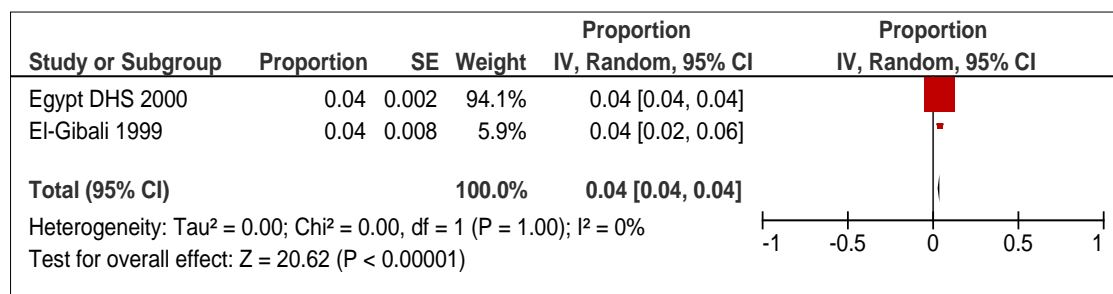 Proportion Proportion
Study or Subgroup Proportion SE Weight IV, Random, 95% CI IV, Random, 95% CI
Egypt DHS 2000 0.04 0.002 94.1% 0.04 [0.04, 0.04]
El-Gibali 1999 0.04 0.008 5.9% 0.04 [0.02, 0.06]
Total (95% CI) 100.0% 0.04 [0.04, 0.04]
Heterogeneity: Tau² = 0.00; Chi² = 0.00, df = 1 (P = 1.00); I² = 0%
Test for overall effect: Z = 20.62 (P < 0.00001)
-1 -0.5 0 0.5 1